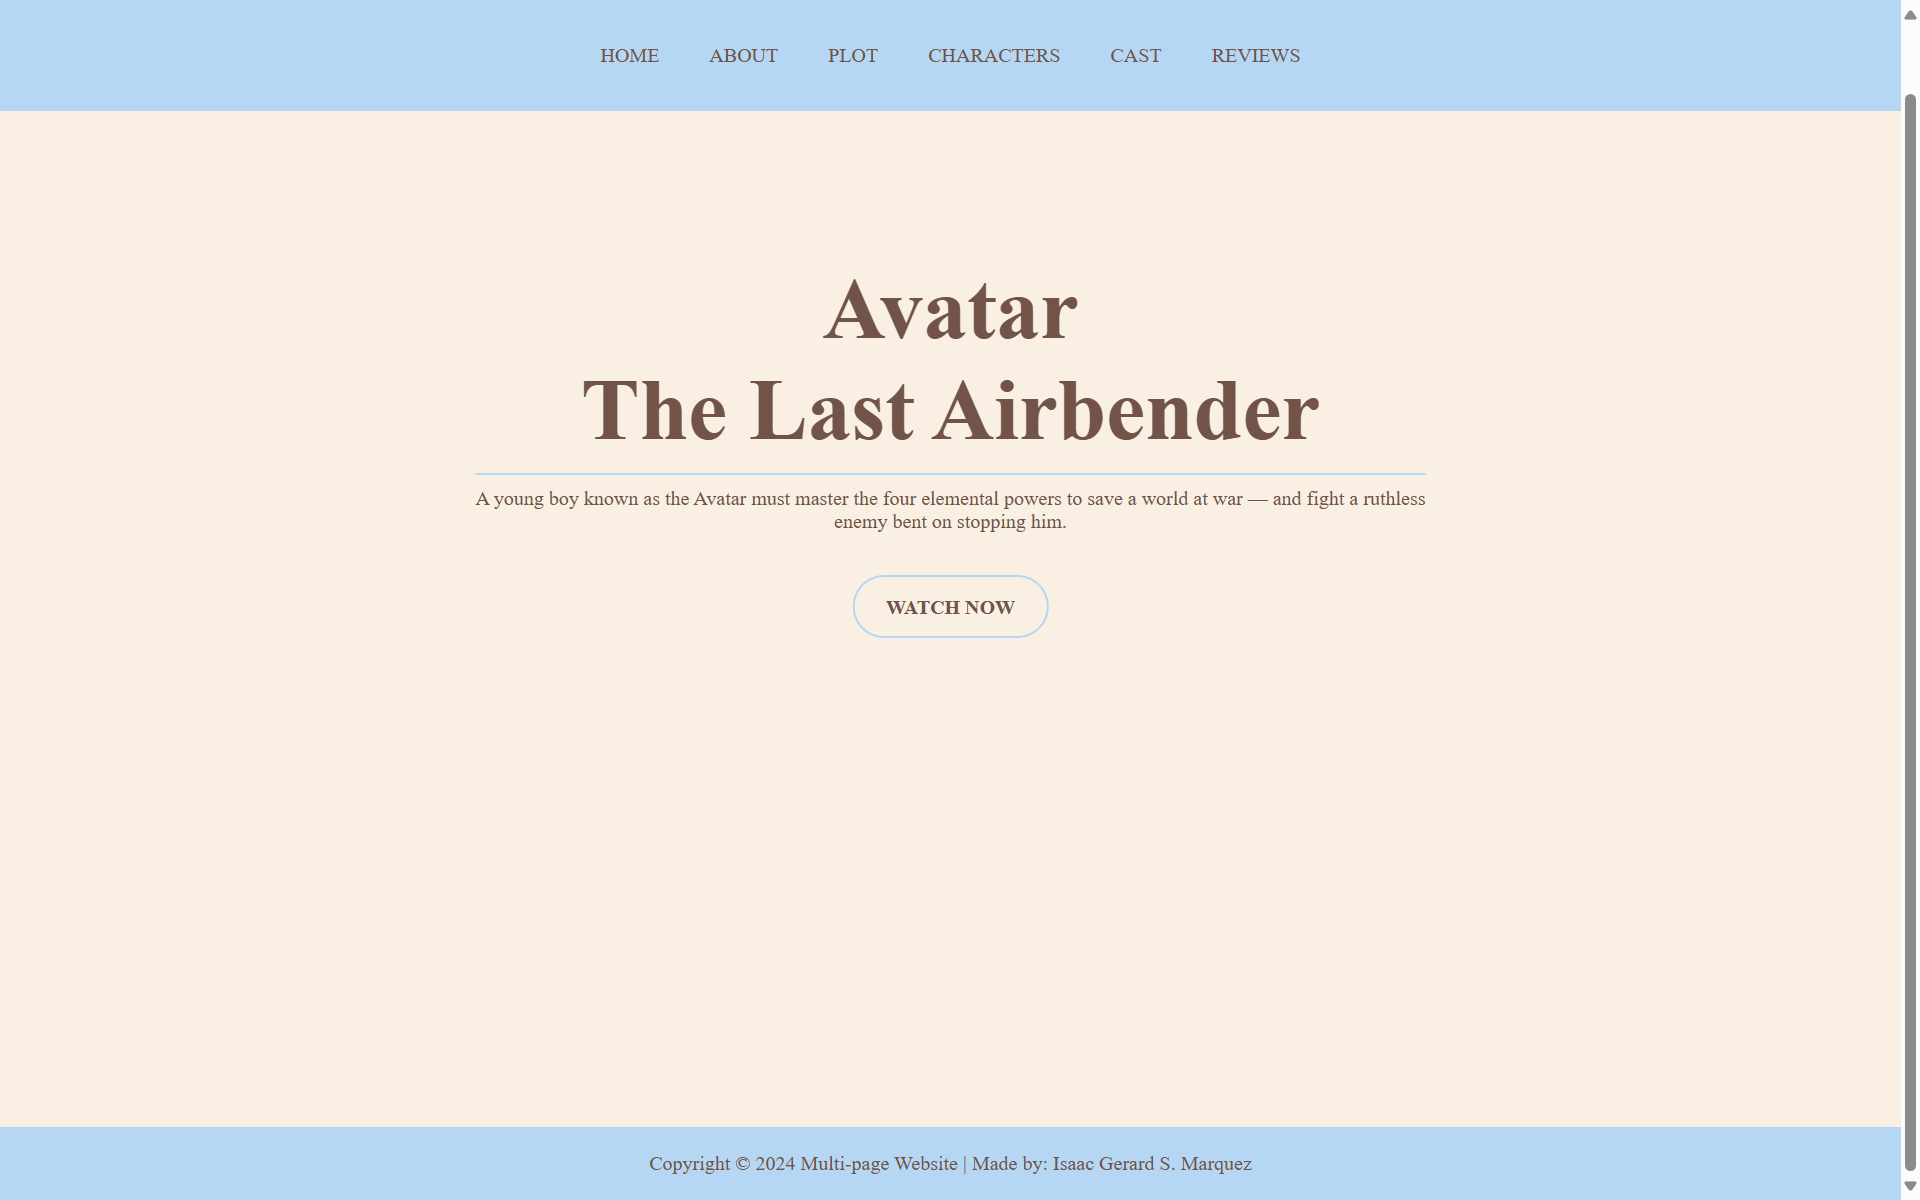 HOME ABOUT PLOT CHARACTERS CAST REVIEWS
Avatar
The Last Airbender
A young boy known as the Avatar must master the four elemental powers to save a world at war — and fight a ruthless
enemy bent on stopping him.
WATCH NOW
Copyright © 2024 Multi-page Website | Made by: Isaac Gerard S. Marquez